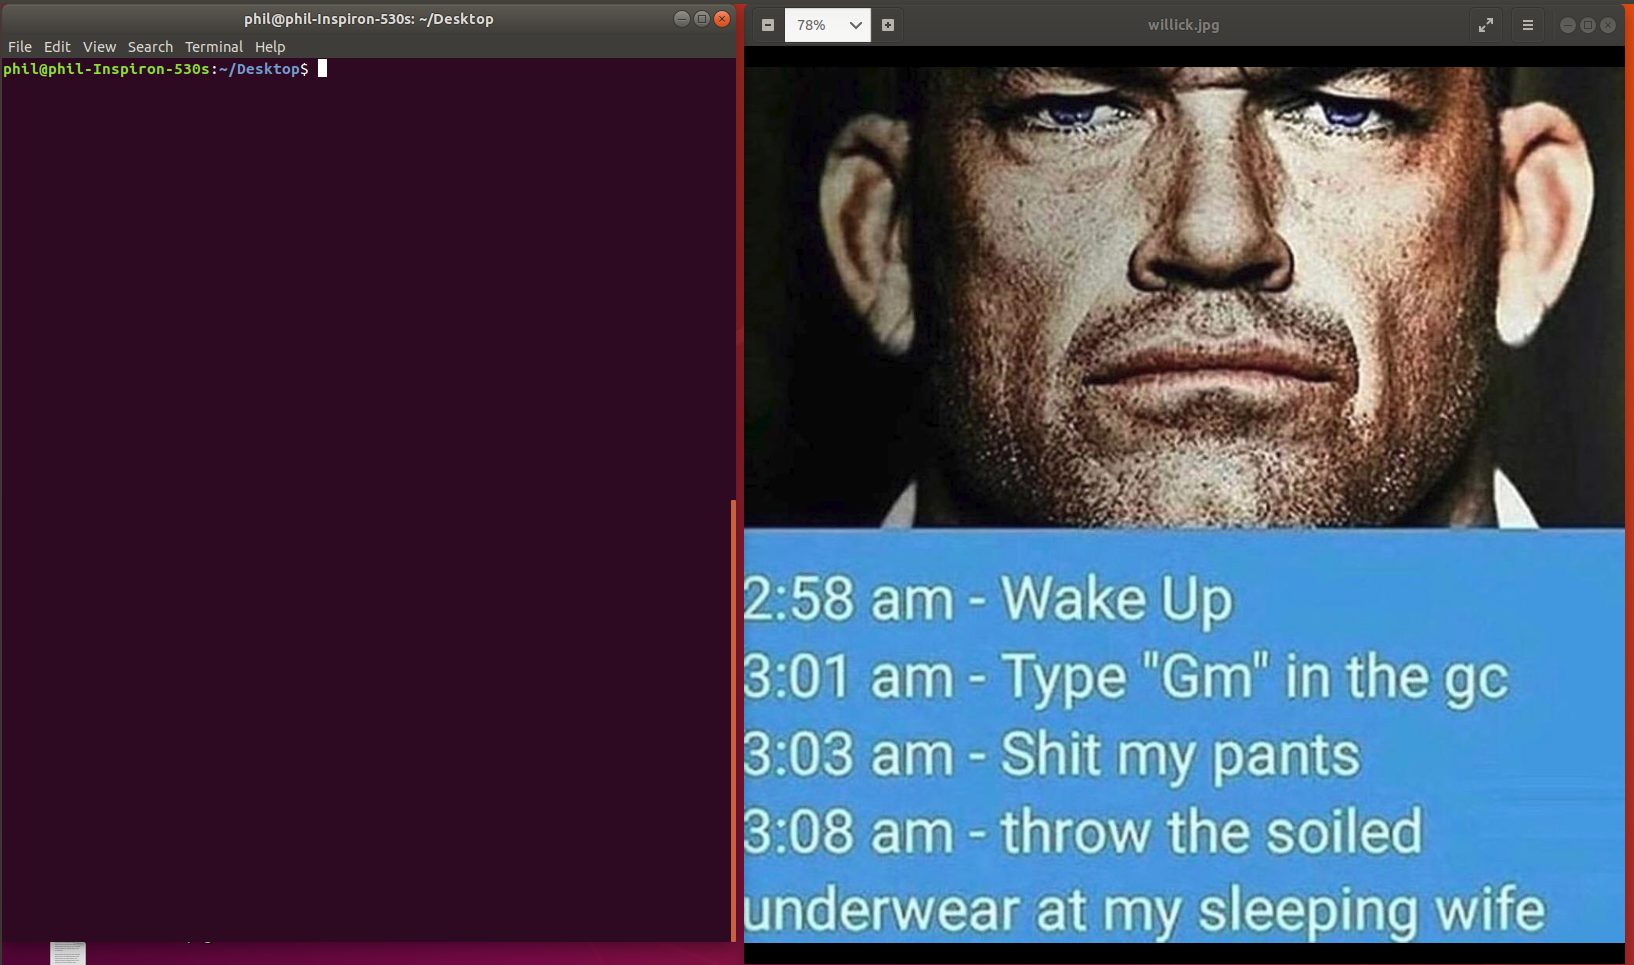 phil@phil-Inspiron-530s: ~/Desktop
File Edit View Search Terminal Help
phil@phil-Inspiron-530s:~/Desktop$
78%
willick.jpg
2:58 am - Wake Up
3:01 am - Type "Gm" in the gc
3:03 am - Shit my pants
3:08 am - throw the soiled
underwear at my sleeping wife